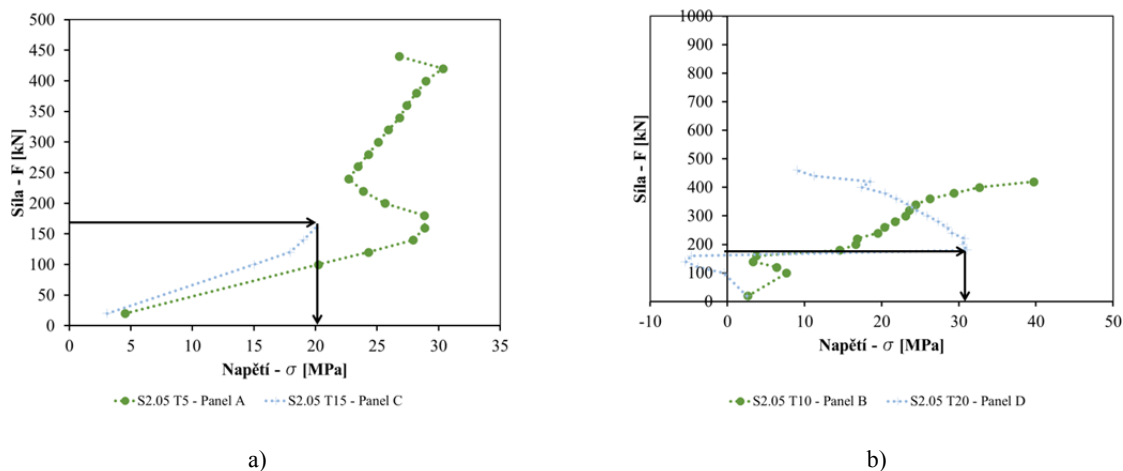 500
450
400
350
300
250
200
150
100
50
0
Síla - F [kN]
0 5 10 15 20 25 30 35
Napětí - σ [MPa]
S2.05 T5 - Panel A S2.05 T15 - Panel C
a)
1000
900
800
700
600
500
400
300
200
100
0
Síla - F [kN]
-10 0 10 20 30 40 50
Napětí - σ [MPa]
S2.05 T10 - Panel B S2.05 T20 - Panel D
b)